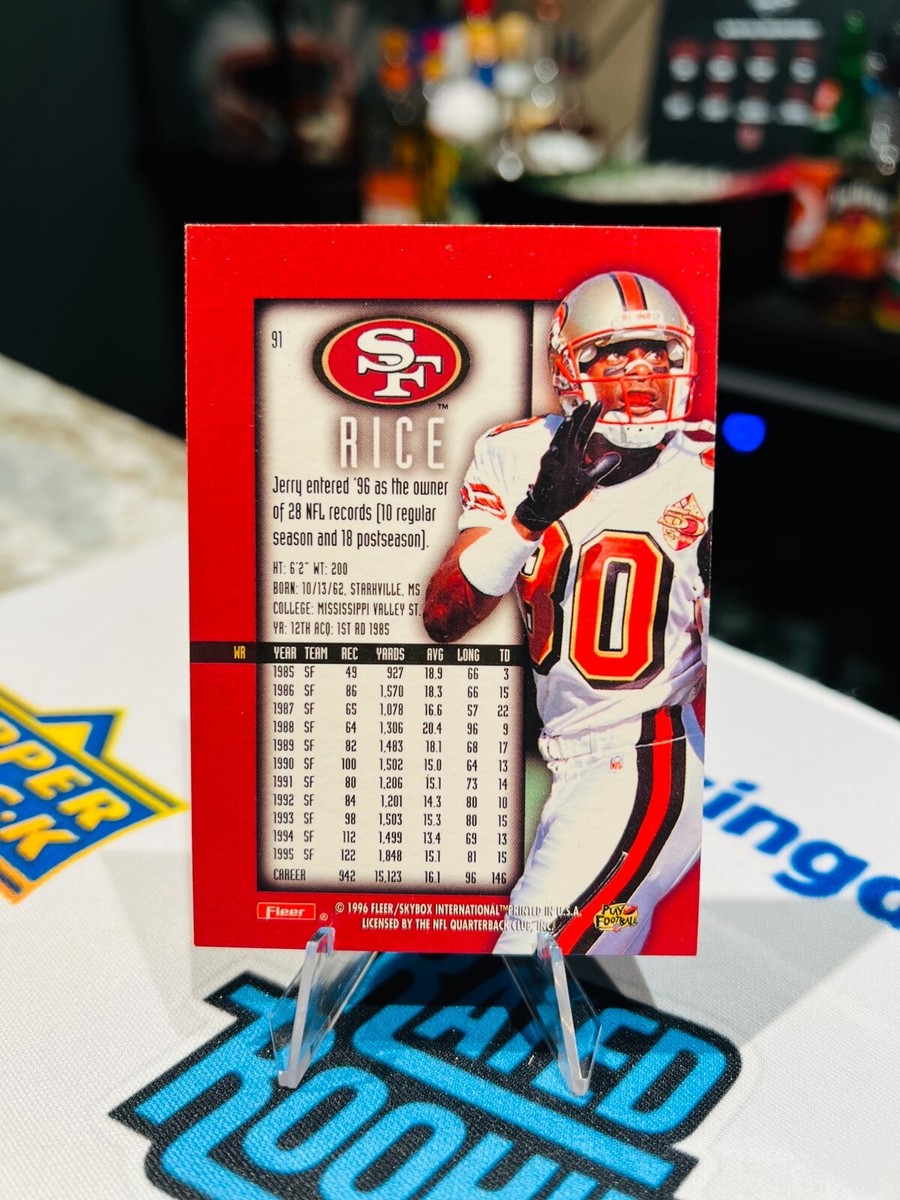 91
SF
™
RICE
Jerry entered '96 as the owner
of 28 NFL records (10 regular
season and 18 postseason).
HT: 6'2" WT: 200
BORN: 10/13/62, STARKVILLE, MS
COLLEGE: MISSISSIPPI VALLEY ST.
YR: 12TH ACQ: 1ST RD 1985
WR YEAR TEAM REC YARDS AVG LONG TD
1985 SF 49 927 18.9 66 3
1986 SF 86 1,570 18.3 66 15
1987 SF 65 1,078 16.6 57 22
1988 SF 64 1,306 20.4 96 9
1989 SF 82 1,483 18.1 68 17
1990 SF 100 1,502 15.0 64 13
1991 SF 80 1,206 15.1 73 14
1992 SF 84 1,201 14.3 80 10
1993 SF 98 1,503 15.3 80 15
1994 SF 112 1,499 13.4 69 13
1995 SF 122 1,848 15.1 81 15
CAREER 942 15,123 16.1 96 146
Fleer ® © 1996 FLEER/SKYBOX INTERNATIONAL™ PRINTED IN U.S.A.
LICENSED BY THE NFL QUARTERBACK CLUB, INC.
PLAY
FOOTBALL
80
NFL
UPPER
RATED
ROOKIE